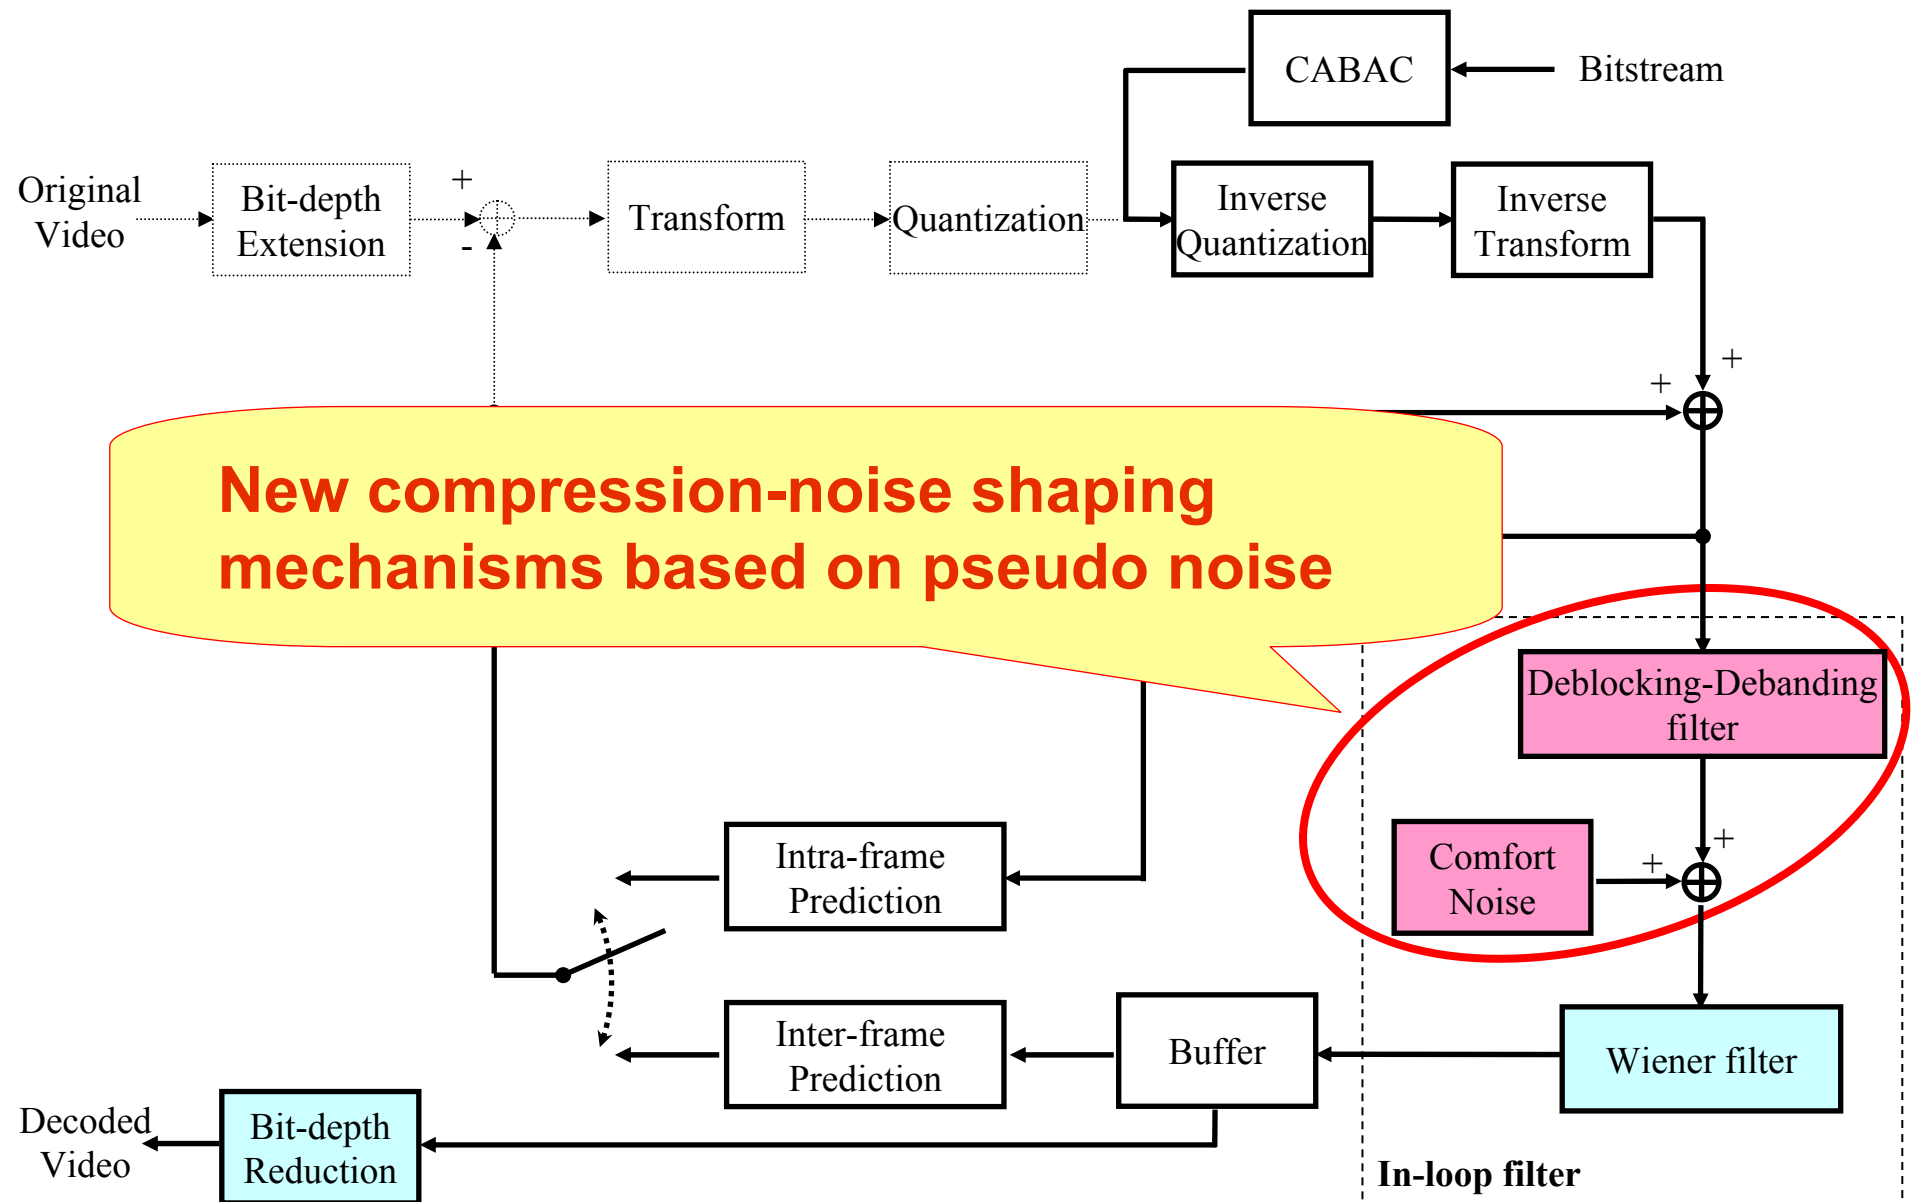 CABAC
Bitstream
Original
Video
Bit-depth
Extension
+
-
Transform
Quantization
Inverse
Quantization
Inverse
Transform
+
+
New compression-noise shaping
mechanisms based on pseudo noise
Deblocking-Debanding
filter
Comfort
Noise
+
+
Intra-frame
Prediction
Inter-frame
Prediction
Buffer
Wiener filter
Decoded
Video
Bit-depth
Reduction
In-loop filter